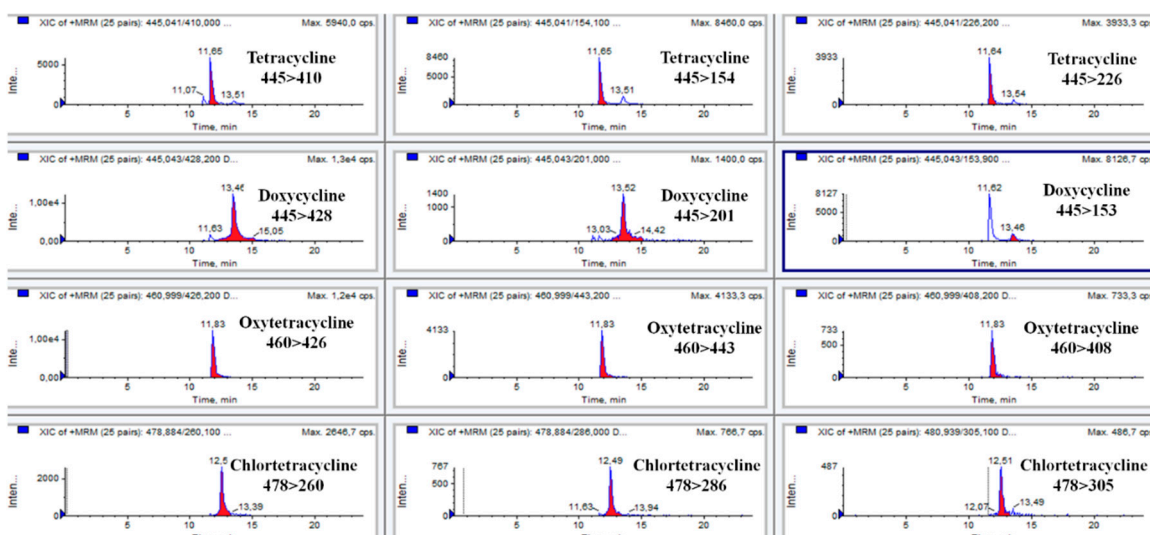 XIC of +MRM (25 pairs): 445,041/410,000 ... Max. 5940,0 cps.
Inte...
5000
0
11,07
11,65
13,51
Tetracycline
445>410
5 10 15 20
Time, min
XIC of +MRM (25 pairs): 445,041/154,100 ... Max. 8460,0 cps.
Inte...
8460
5000
0
11,65
13,51
Tetracycline
445>154
5 10 15 20
Time, min
XIC of +MRM (25 pairs): 445,041/226,200 ... Max. 3933,3 cps.
Inte...
3933
0
11,64
13,54
Tetracycline
445>226
5 10 15 20
Time, min
XIC of +MRM (25 pairs): 445,043/428,200 D... Max. 1,3e4 cps.
Inte...
1,00e4
0,00
11,63
13,46
15,05
Doxycycline
445>428
5 10 15 20
Time, min
XIC of +MRM (25 pairs): 445,043/201,000 ... Max. 1400,0 cps.
Inte...
1400
1000
0
13,03
13,52
14,42
Doxycycline
445>201
5 10 15 20
Time, min
XIC of +MRM (25 pairs): 445,043/153,900 ... Max. 8126,7 cps.
Inte...
8127
5000
0
11,62
13,46
Doxycycline
445>153
5 10 15 20
Time, min
XIC of +MRM (25 pairs): 460,999/426,200 D... Max. 1,2e4 cps.
Inte...
1,00e4
0,00
11,83
Oxytetracycline
460>426
5 10 15 20
Time, min
XIC of +MRM (25 pairs): 460,999/443,200 ... Max. 4133,3 cps.
Inte...
4133
0
11,83
Oxytetracycline
460>443
5 10 15 20
Time, min
XIC of +MRM (25 pairs): 460,999/408,200 ... Max. 733,3 cps.
Inte...
733
500
0
11,83
Oxytetracycline
460>408
5 10 15 20
Time, min
XIC of +MRM (25 pairs): 478,884/260,100 ... Max. 2646,7 cps.
Inten...
2000
0
12,5
13,39
Chlortetracycline
478>260
5 10 15 20
XIC of +MRM (25 pairs): 478,884/286,000 D... Max. 766,7 cps.
Inten...
767
500
0
11,63
12,49
13,94
Chlortetracycline
478>286
5 10 15 20
XIC of +MRM (25 pairs): 480,939/305,100 D... Max. 486,7 cps.
Inten...
487
0
12,07
12,51
13,49
Chlortetracycline
478>305
5 10 15 20